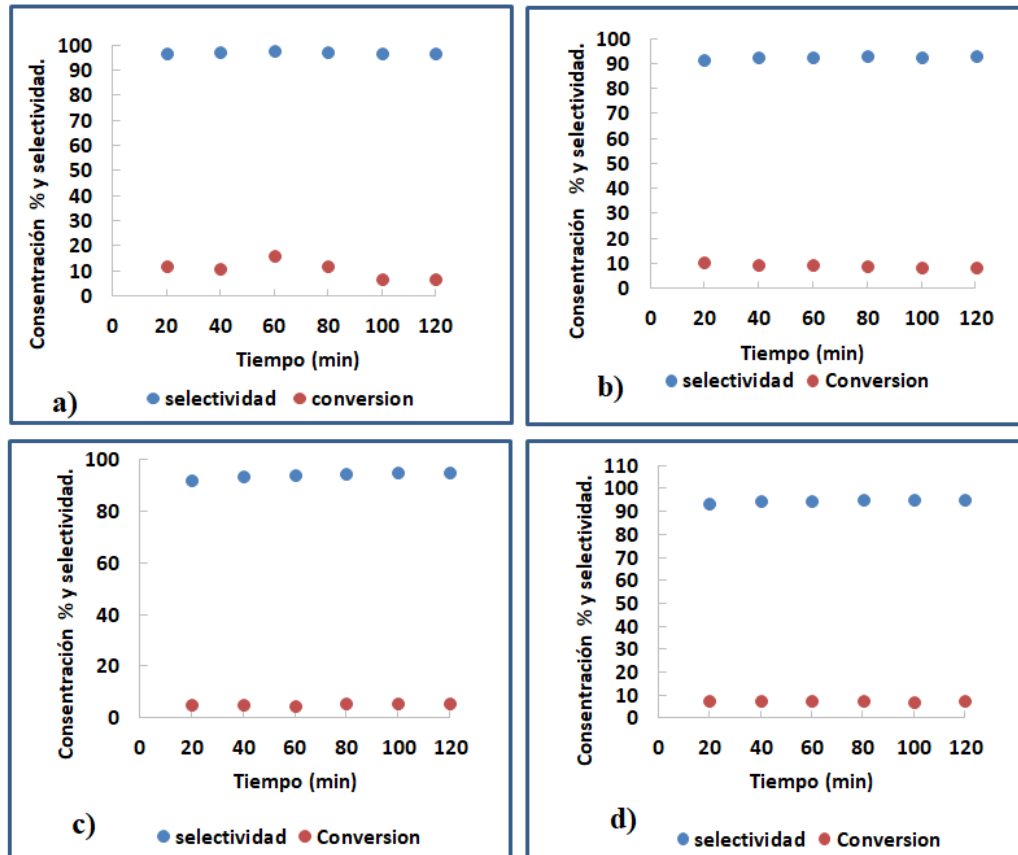 Consentración % y selectividad.
100
90
80
70
60
50
40
30
20
10
0
0 20 40 60 80 100 120
Tiempo (min)
selectividad conversion
a)
Consentración % y selectividad.
100
90
80
70
60
50
40
30
20
10
0
0 20 40 60 80 100 120
Tiempo (min)
selectividad Conversion
b)
Consentración % y selectividad.
100
80
60
40
20
0
0 20 40 60 80 100 120
Tiempo (min)
selectividad Conversion
c)
Consentración % y selectividad.
110
100
90
80
70
60
50
40
30
20
10
0
0 20 40 60 80 100 120
Tiempo (min)
selectividad Conversion
d)